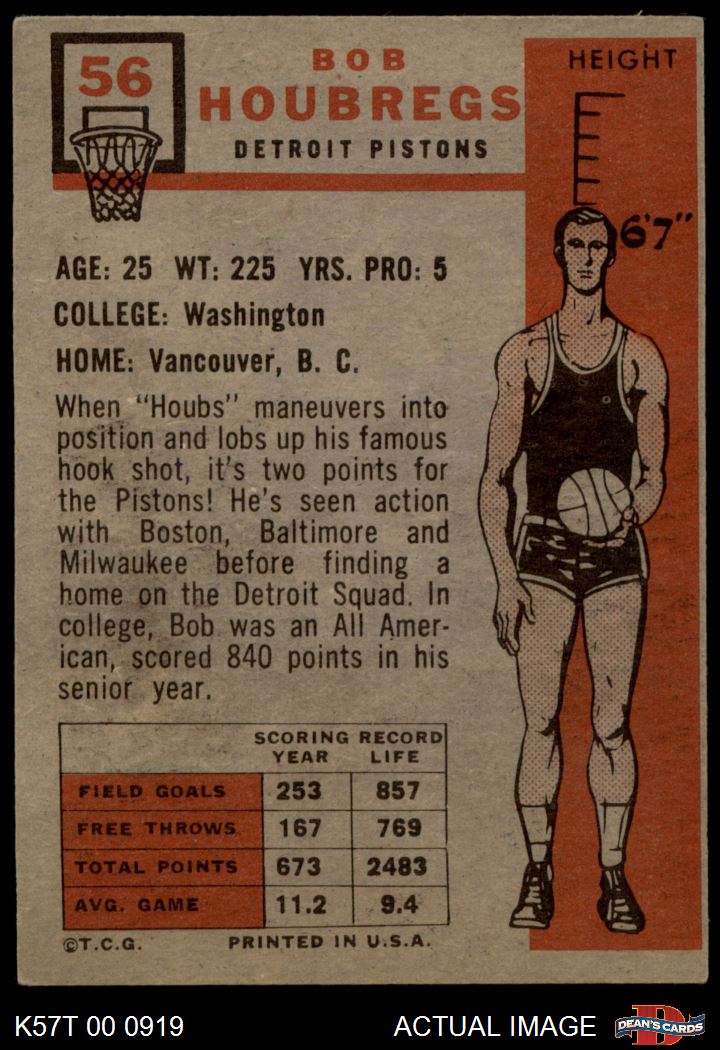 56
BOB
HOUBREGS
DETROIT PISTONS
HEIGHT
6'7"
AGE: 25 WT: 225 YRS. PRO: 5
COLLEGE: Washington
HOME: Vancouver, B. C.
When "Houbs" maneuvers into
position and lobs up his famous
hook shot, it's two points for
the Pistons! He's seen action
with Boston, Baltimore and
Milwaukee before finding a
home on the Detroit Squad. In
college, Bob was an All Amer-
ican, scored 840 points in his
senior year.
SCORING RECORD
YEAR LIFE
FIELD GOALS 253 857
FREE THROWS 167 769
TOTAL POINTS 673 2483
AVG. GAME 11.2 9.4
©T.C.G. PRINTED IN U.S.A.
K57T 00 0919 ACTUAL IMAGE DEAN'S CARDS